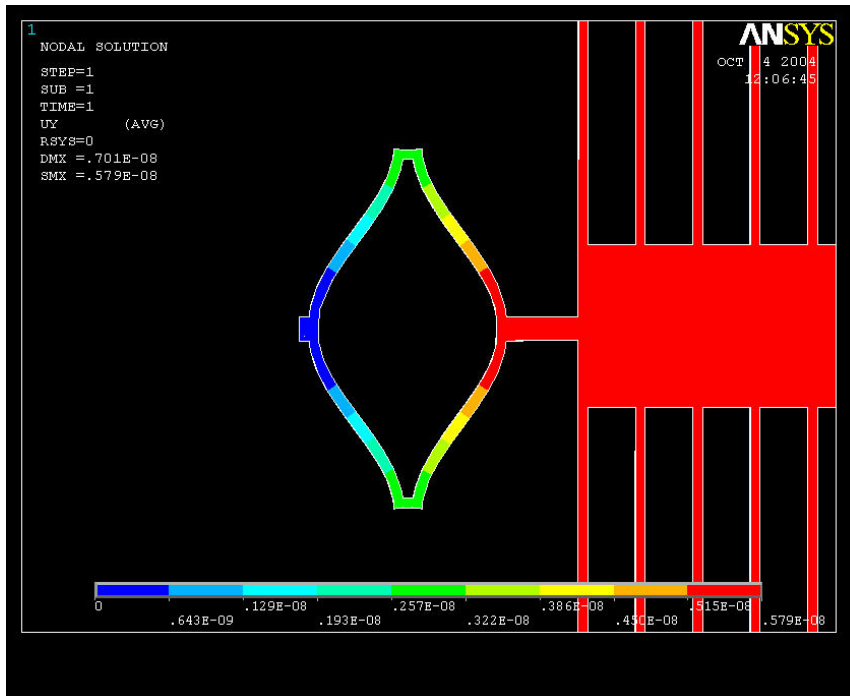 1
NODAL SOLUTION
STEP=1
SUB =1
TIME=1
UY (AVG)
RSYS=0
DMX =.701E-08
SMX =.579E-08
ANSYS
OCT 4 2004
12:06:45
0 .129E-08 .257E-08 .386E-08 .515E-08
.643E-09 .193E-08 .322E-08 .450E-08 .579E-08